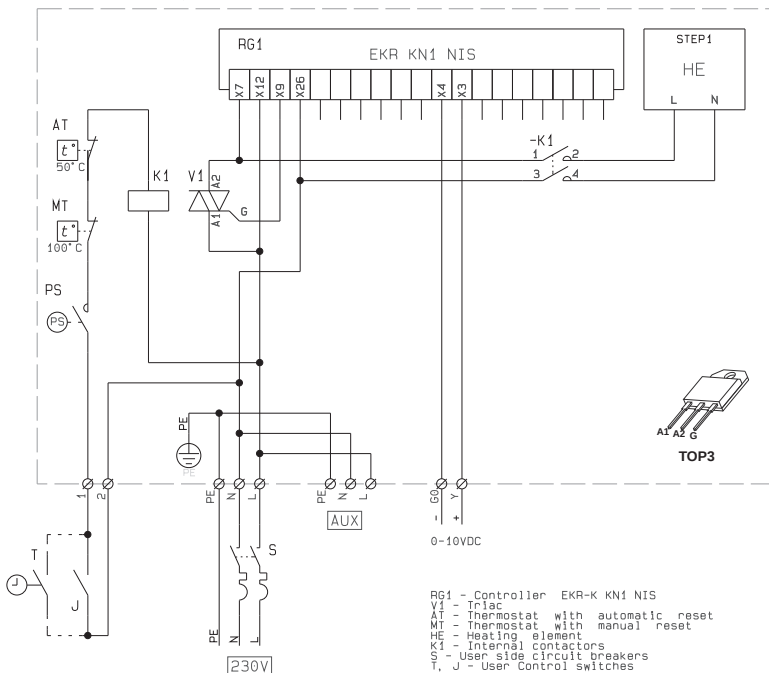 RG1
EKR KN1 NIS
STEP1
HE
L N
X7 X12 X9 X26 X4 X3
-K1
1 2
3 4
AT
t°
50°C
K1
V1
A2
A1
G
MT
t°
100°C
PS
PS
PE
PE
A1 A2 G
TOP3
1 2 PE N L PE N L G0 Y
AUX
- +
0-10VDC
T
J
S
PE N L
230V
RG1 - Controller EKR-K KN1 NIS
V1 - Triac
AT - Thermostat with automatic reset
MT - Thermostat with manual reset
HE - Heating element
K1 - Internal contactors
S - User side circuit breakers
T, J - User Control switches